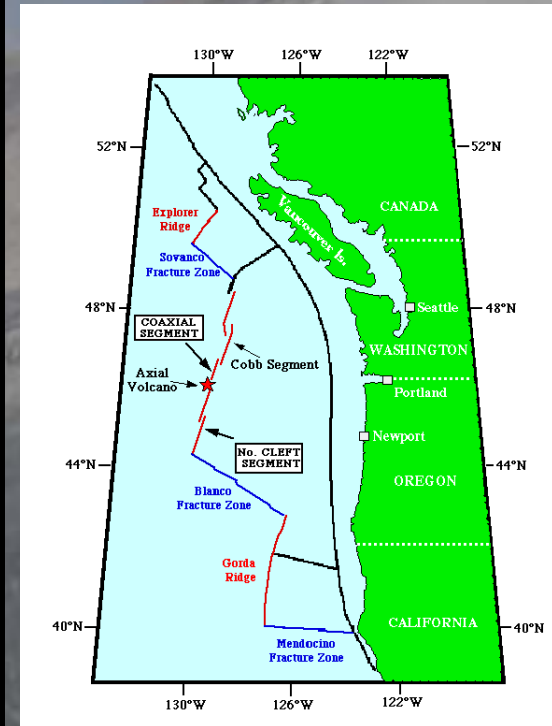 130°W
126°W
122°W
52°N
52°N
CANADA
Vancouver Is.
Explorer
Ridge
Sovanco
Fracture Zone
48°N
48°N
Seattle
COAXIAL
SEGMENT
WASHINGTON
Cobb Segment
Axial
Volcano
Portland
Newport
No. CLEFT
SEGMENT
44°N
44°N
OREGON
Blanco
Fracture Zone
Gorda
Ridge
CALIFORNIA
40°N
40°N
Mendocino
Fracture Zone
130°W
126°W
122°W